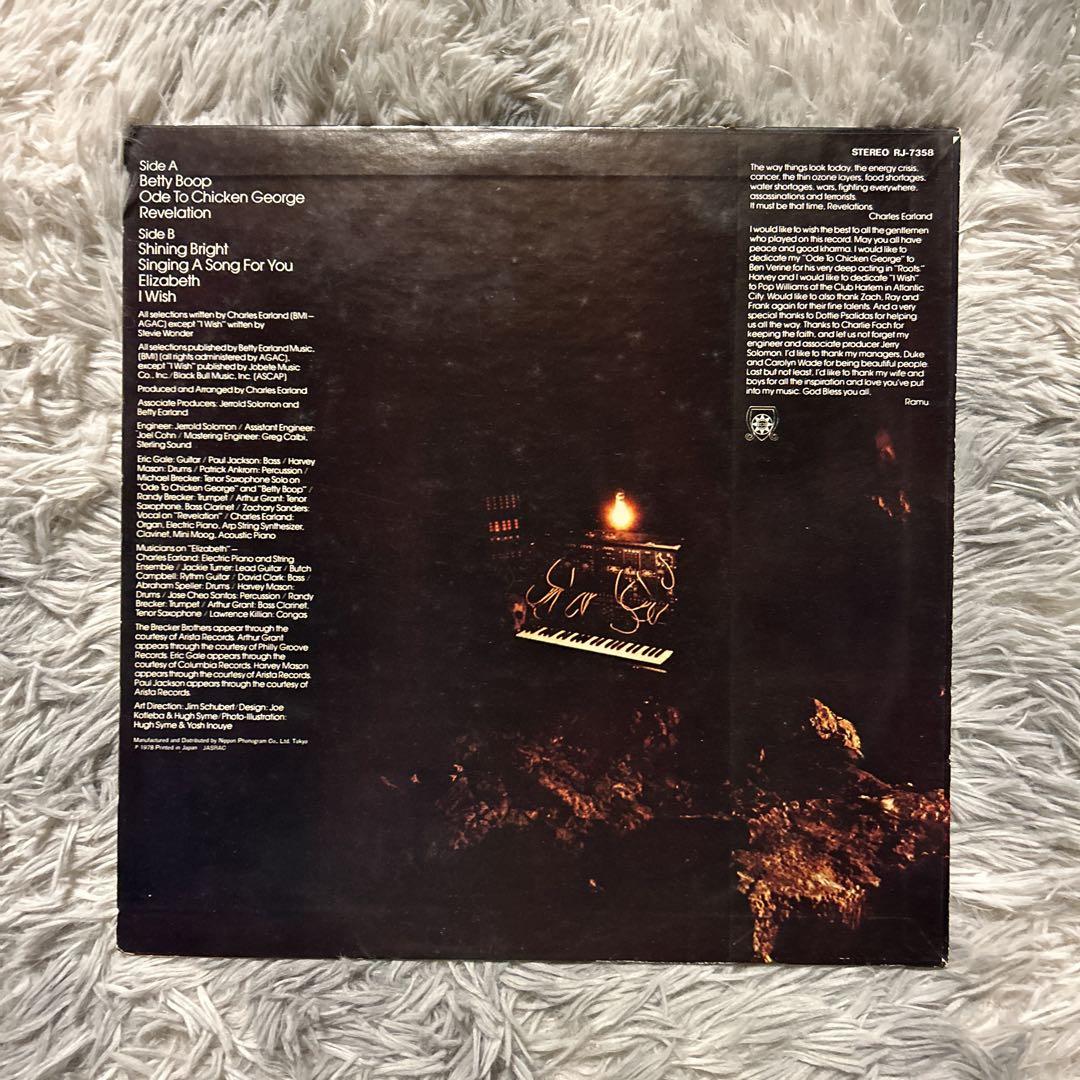 Side A
Betty Boop
Ode To Chicken George
Revelation
Side B
Shining Bright
Singing A Song For You
Elizabeth
I Wish
All selections written by Charles Earland (BMI—
AGAC) except "I Wish" written by
Stevie Wonder
All selections published by Betty Earland Music,
(BMI) (all rights administered by AGAC),
except "I Wish" published by Jobete Music
Co., Inc./Black Bull Music, Inc. (ASCAP)
Produced and Arranged by Charles Earland
Associate Producers: Jerrold Solomon and
Betty Earland
Engineer: Jerrold Solomon / Assistant Engineer:
Joel Cohn / Mastering Engineer: Greg Calbi,
Sterling Sound
Eric Gale: Guitar / Paul Jackson: Bass / Harvey
Mason: Drums / Patrick Ankrom: Percussion /
Michael Brecker: Tenor Saxophone Solo on
"Ode To Chicken George" and "Betty Boop" /
Randy Brecker: Trumpet / Arthur Grant: Tenor
Saxophone, Bass Clarinet / Zachary Sanders:
Vocal on "Revelation" / Charles Earland:
Organ, Electric Piano, Arp String Synthesizer,
Clavinet, Mini Moog, Acoustic Piano
Musicians on "Elizabeth"—
Charles Earland: Electric Piano and String
Ensemble / Jackie Turner: Lead Guitar / Butch
Campbell: Rythm Guitar / David Clark: Bass /
Abraham Speller: Drums / Harvey Mason:
Drums / Jose Cheo Santos: Percussion / Randy
Brecker: Trumpet / Arthur Grant: Bass Clarinet,
Tenor Saxophone / Lawrence Killian: Congas
The Brecker Brothers appear through the
courtesy of Arista Records. Arthur Grant
appears through the courtesy of Philly Groove
Records. Eric Gale appears through the
courtesy of Columbia Records. Harvey Mason
appears through the courtesy of Arista Records.
Paul Jackson appears through the courtesy of
Arista Records.
Art Direction: Jim Schubert/Design: Joe
Kotleba & Hugh Syme/Photo-Illustration:
Hugh Syme & Yosh Inouye
Manufactured and Distributed by Nippon Phonogram Co., Ltd. Tokyo
℗ 1978 Printed in Japan JASRAC
STEREO RJ-7358
The way things look today, the energy crisis,
cancer, the thin ozone layers, food shortages,
water shortages, wars, fighting everywhere,
assassinations and terrorists.
It must be that time, Revelations.
Charles Earland
I would like to wish the best to all the gentlemen
who played on this record. May you all have
peace and good kharma. I would like to
dedicate my "Ode To Chicken George" to
Ben Verine for his very deep acting in "Roots."
Harvey and I would like to dedicate "I Wish"
to Pop Williams at the Club Harlem in Atlantic
City. Would like to also thank Zach, Ray and
Frank again for their fine talents. And a very
special thanks to Dottie Psalidas for helping
us all the way. Thanks to Charlie Fach for
keeping the faith, and let us not forget my
engineer and associate producer Jerry
Solomon. I'd like to thank my managers, Duke
and Carolyn Wade for being beautiful people.
Last but not least, I'd like to thank my wife and
boys for all the inspiration and love you've put
into my music. God Bless you all,
Ramu